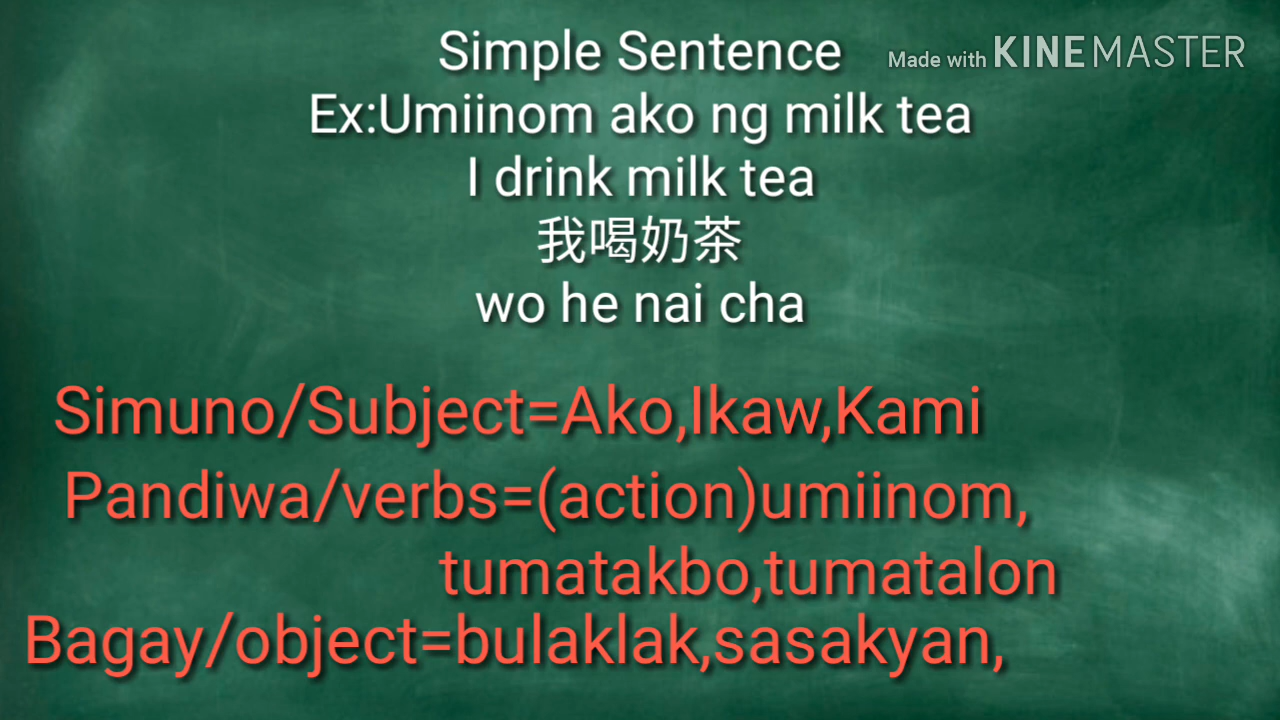 Simple Sentence
Made with KINEMASTER
Ex:Umiinom ako ng milk tea
I drink milk tea
我喝奶茶
wo he nai cha
Simuno/Subject=Ako,Ikaw,Kami
Pandiwa/verbs=(action)umiinom,
tumatakbo,tumatalon
Bagay/object=bulaklak,sasakyan,